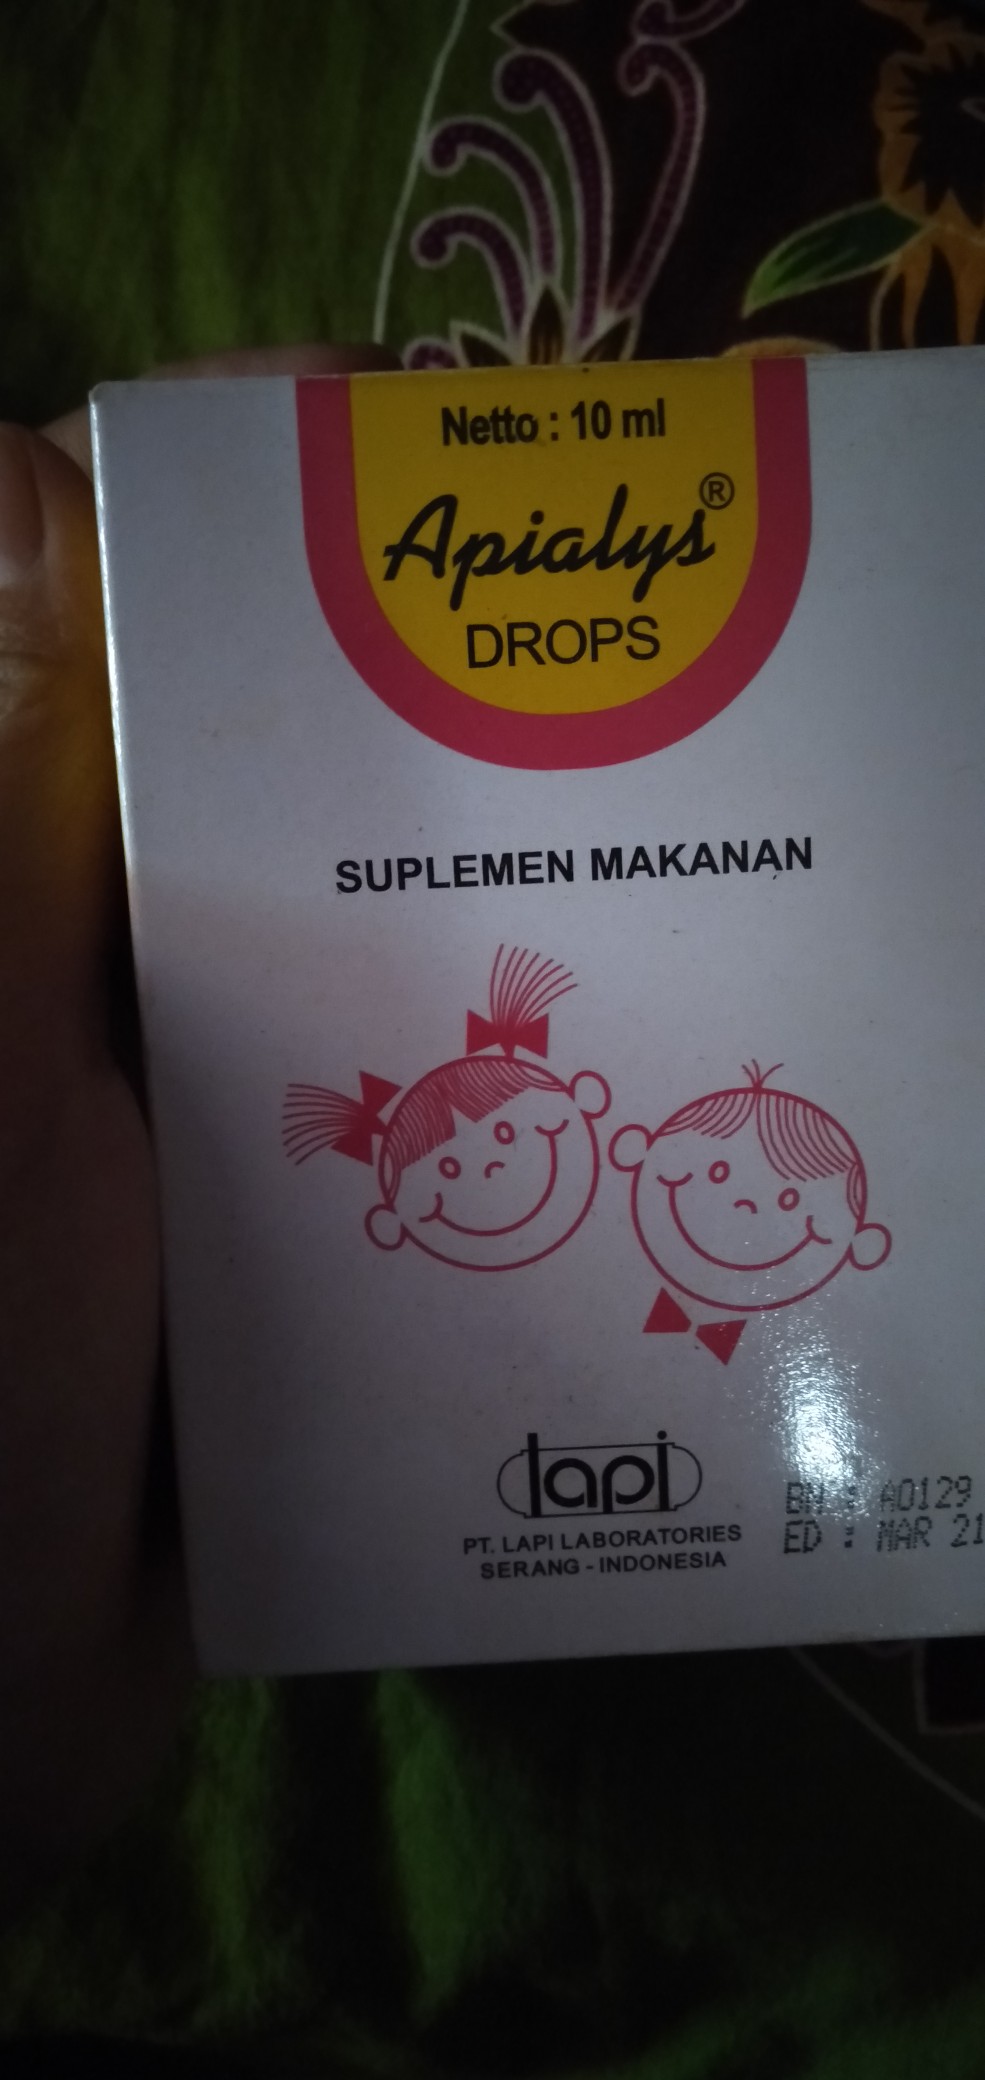 Netto : 10 ml
Apialys®
DROPS
SUPLEMEN MAKANAN
lapi
PT. LAPI LABORATORIES
SERANG - INDONESIA
BN : A0129
ED : MAR 21